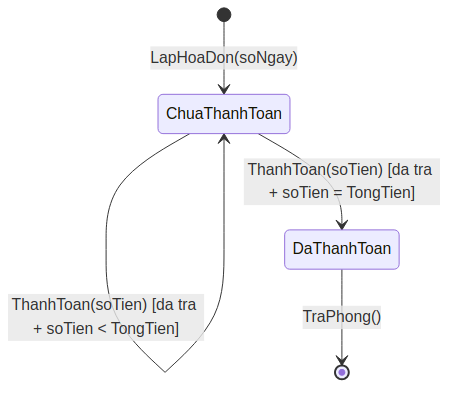 LapHoaDon(soNgay)
ChuaThanhToan
ThanhToan(soTien) [da tra
+ soTien = TongTien]
DaThanhToan
ThanhToan(soTien) [da tra
+ soTien < TongTien]
TraPhong()